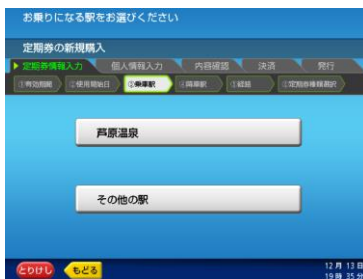 お乗りになる駅をお選びください
定期券の新規購入
▶ 定期券情報入力 個人情報入力 内容確認 決済 発行
①有効期間 ①使用開始日 ②乗車駅 ③降車駅 ①経路 ①定期券種類選択
芦原温泉
その他の駅
とりけし もどる 12月 13日
19時 35分